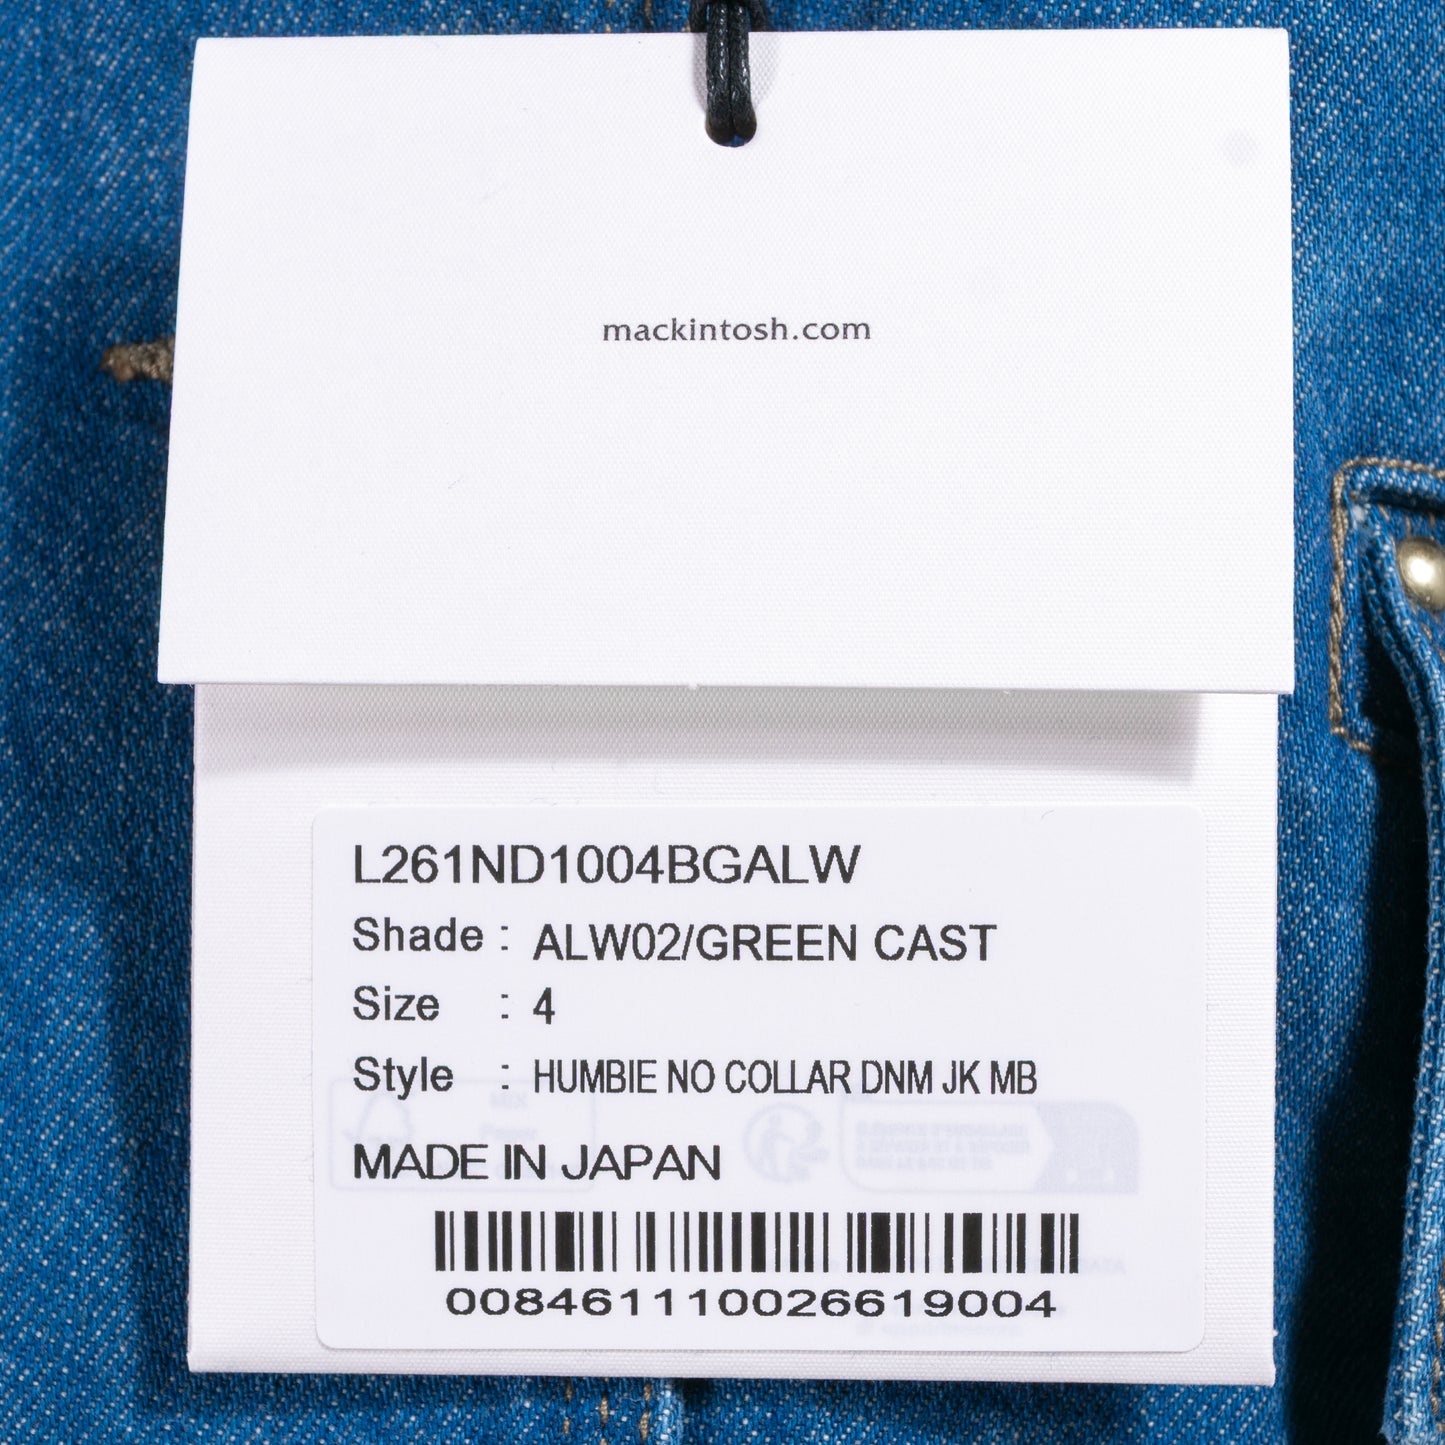 mackintosh.com
L261ND1004BGALW
Shade : ALW02/GREEN CAST
Size : 4
Style : HUMBIE NO COLLAR DNM JK MB
MADE IN JAPAN
008461110026619004